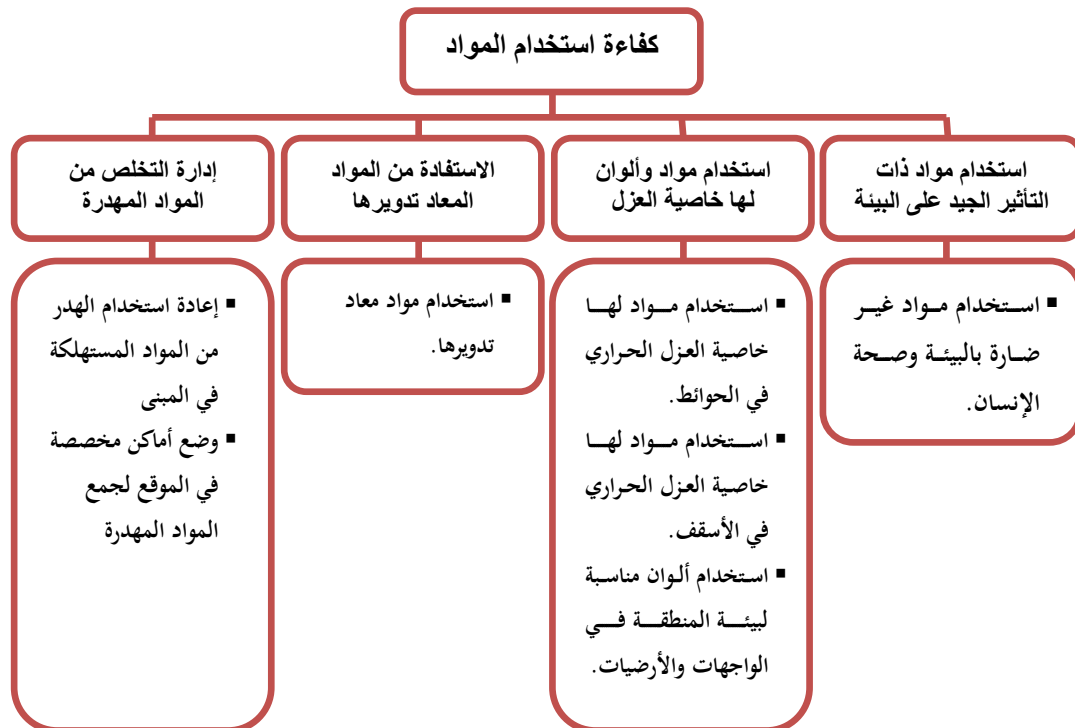 كفاءة استخدام المواد
استخدام مواد ذات
التأثير الجيد على البيئة
استخدام مواد وألوان
لها خاصية العزل
الاستفادة من المواد
المعاد تدويرها
إدارة التخلص من
المواد المهدرة
▪ استخدام مواد غير
ضارة بالبيئة وصحة
الإنسان.
▪ استخدام مواد لها
خاصية العزل الحراري
في الحوائط.
▪ استخدام مواد لها
خاصية العزل الحراري
في الأسقف.
▪ استخدام ألوان مناسبة
لبيئة المنطقة في
الواجهات والأرضيات.
▪ استخدام مواد معاد
تدويرها.
▪ إعادة استخدام الهدر
من المواد المستهلكة
في المبنى
▪ وضع أماكن مخصصة
في الموقع لجمع
المواد المهدرة